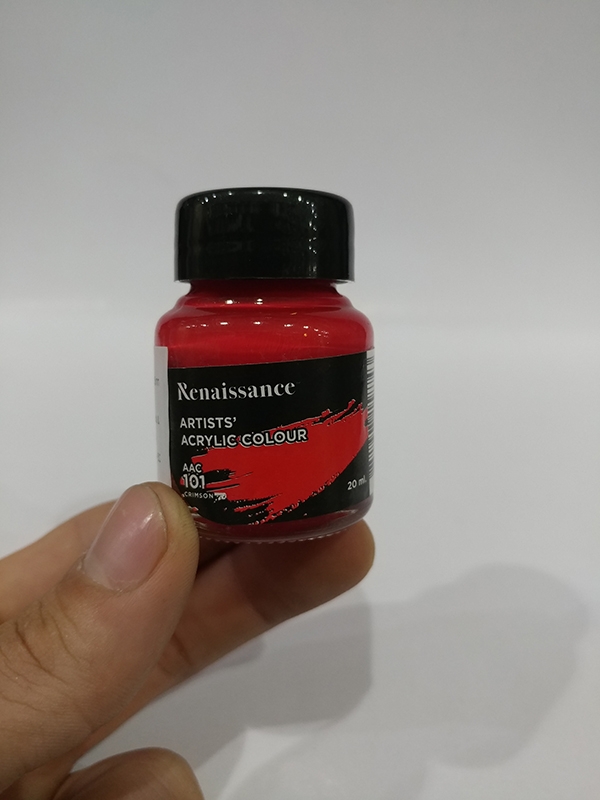 Renaissance
ARTISTS'
ACRYLIC COLOUR
AAC
101
CRIMSON
20 ml.